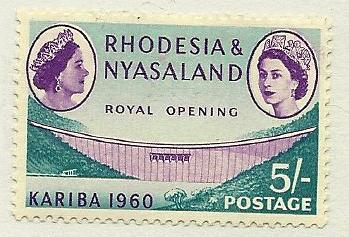 RHODESIA &
NYASALAND
ROYAL OPENING
5/-
KARIBA 1960 POSTAGE